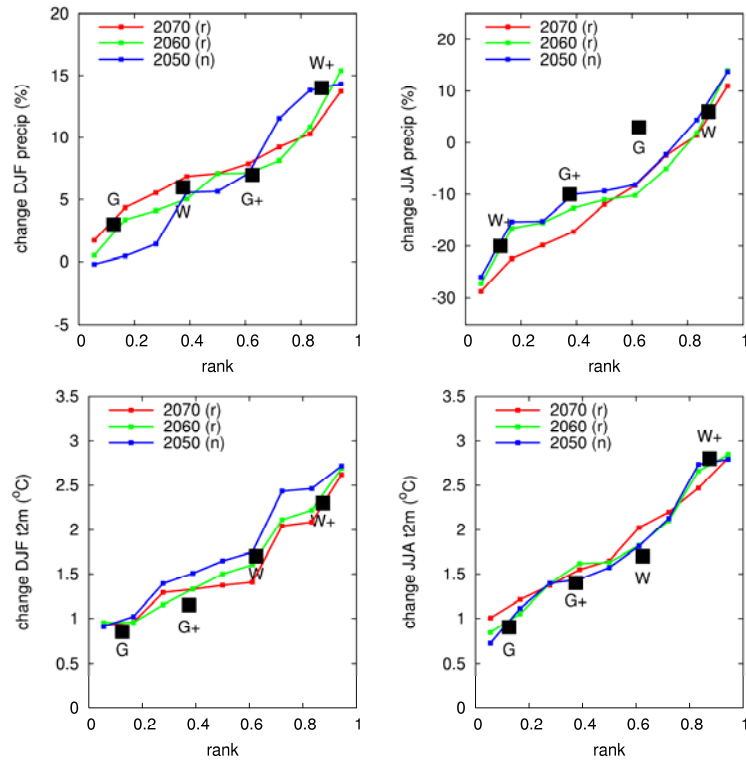 20
15
10
5
0
-5
change DJF precip (%)
2070 (r)
2060 (r)
2050 (n)
G
W
G+
W+
0 0.2 0.4 0.6 0.8 1
rank
20
10
0
-10
-20
-30
change JJA precip (%)
2070 (r)
2060 (r)
2050 (n)
W+
G+
G
W
0 0.2 0.4 0.6 0.8 1
rank
3.5
3
2.5
2
1.5
1
0.5
0
change DJF t2m (°C)
2070 (r)
2060 (r)
2050 (n)
G
G+
W
W+
0 0.2 0.4 0.6 0.8 1
rank
3.5
3
2.5
2
1.5
1
0.5
0
change JJA t2m (°C)
2070 (r)
2060 (r)
2050 (n)
G
G+
W
W+
0 0.2 0.4 0.6 0.8 1
rank